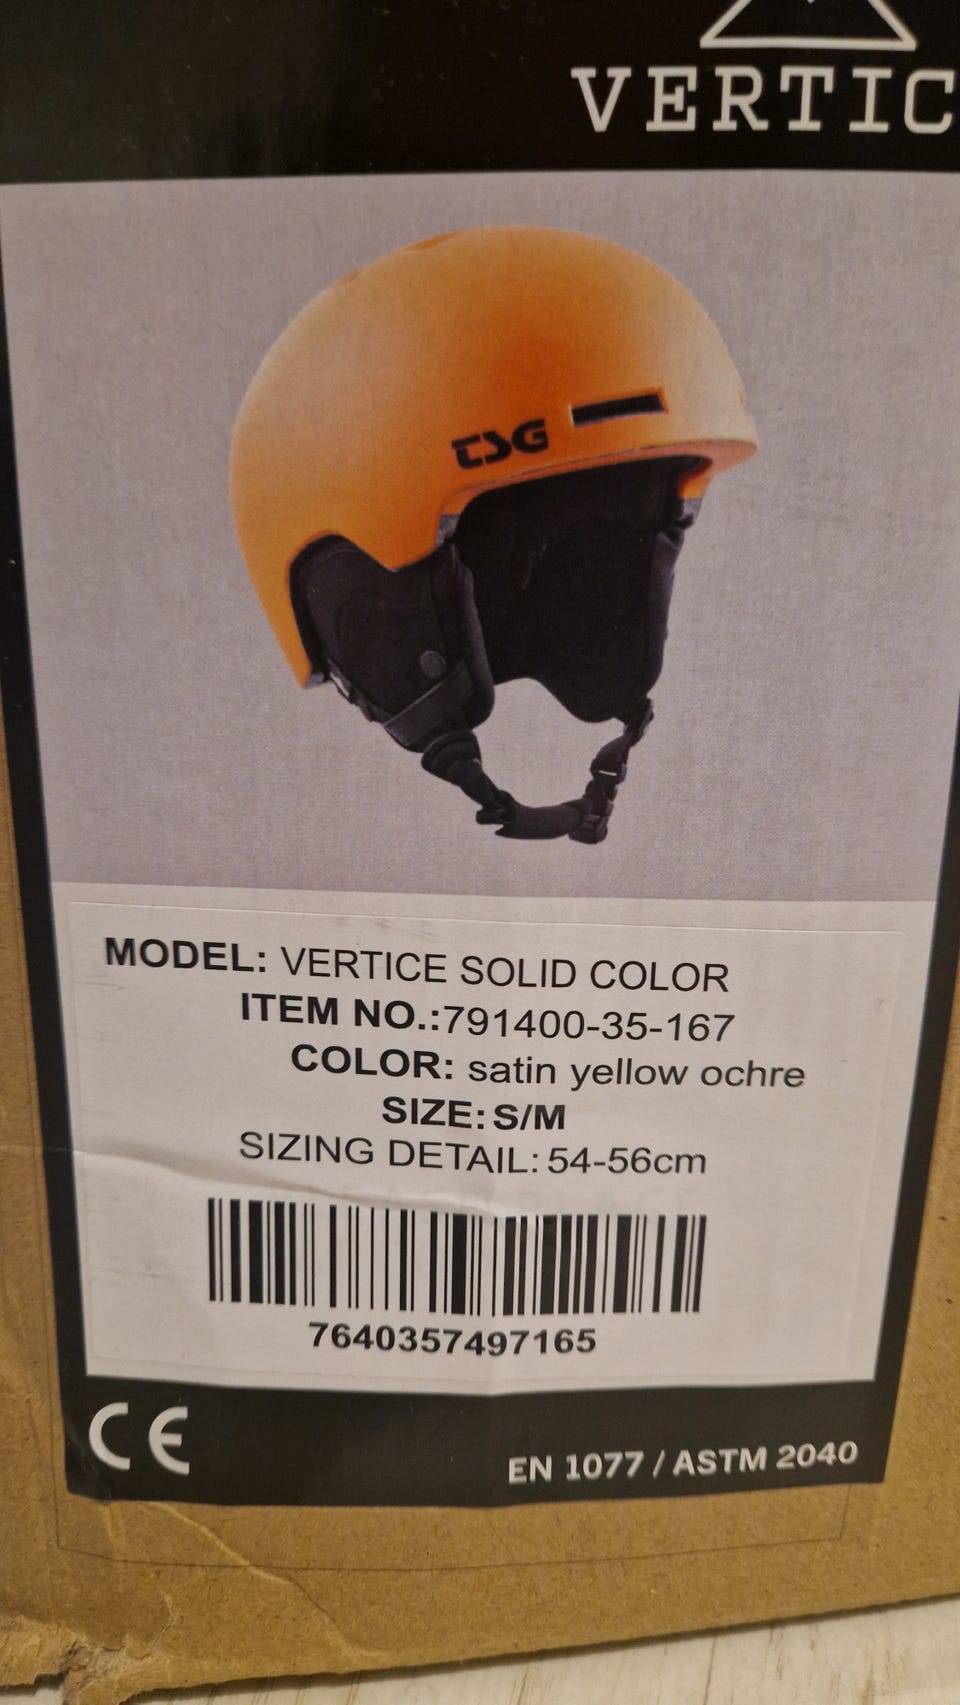 VERTIC
TSG
MODEL: VERTICE SOLID COLOR
ITEM NO.:791400-35-167
COLOR: satin yellow ochre
SIZE: S/M
SIZING DETAIL: 54-56cm
7640357497165
CE
EN 1077 / ASTM 2040